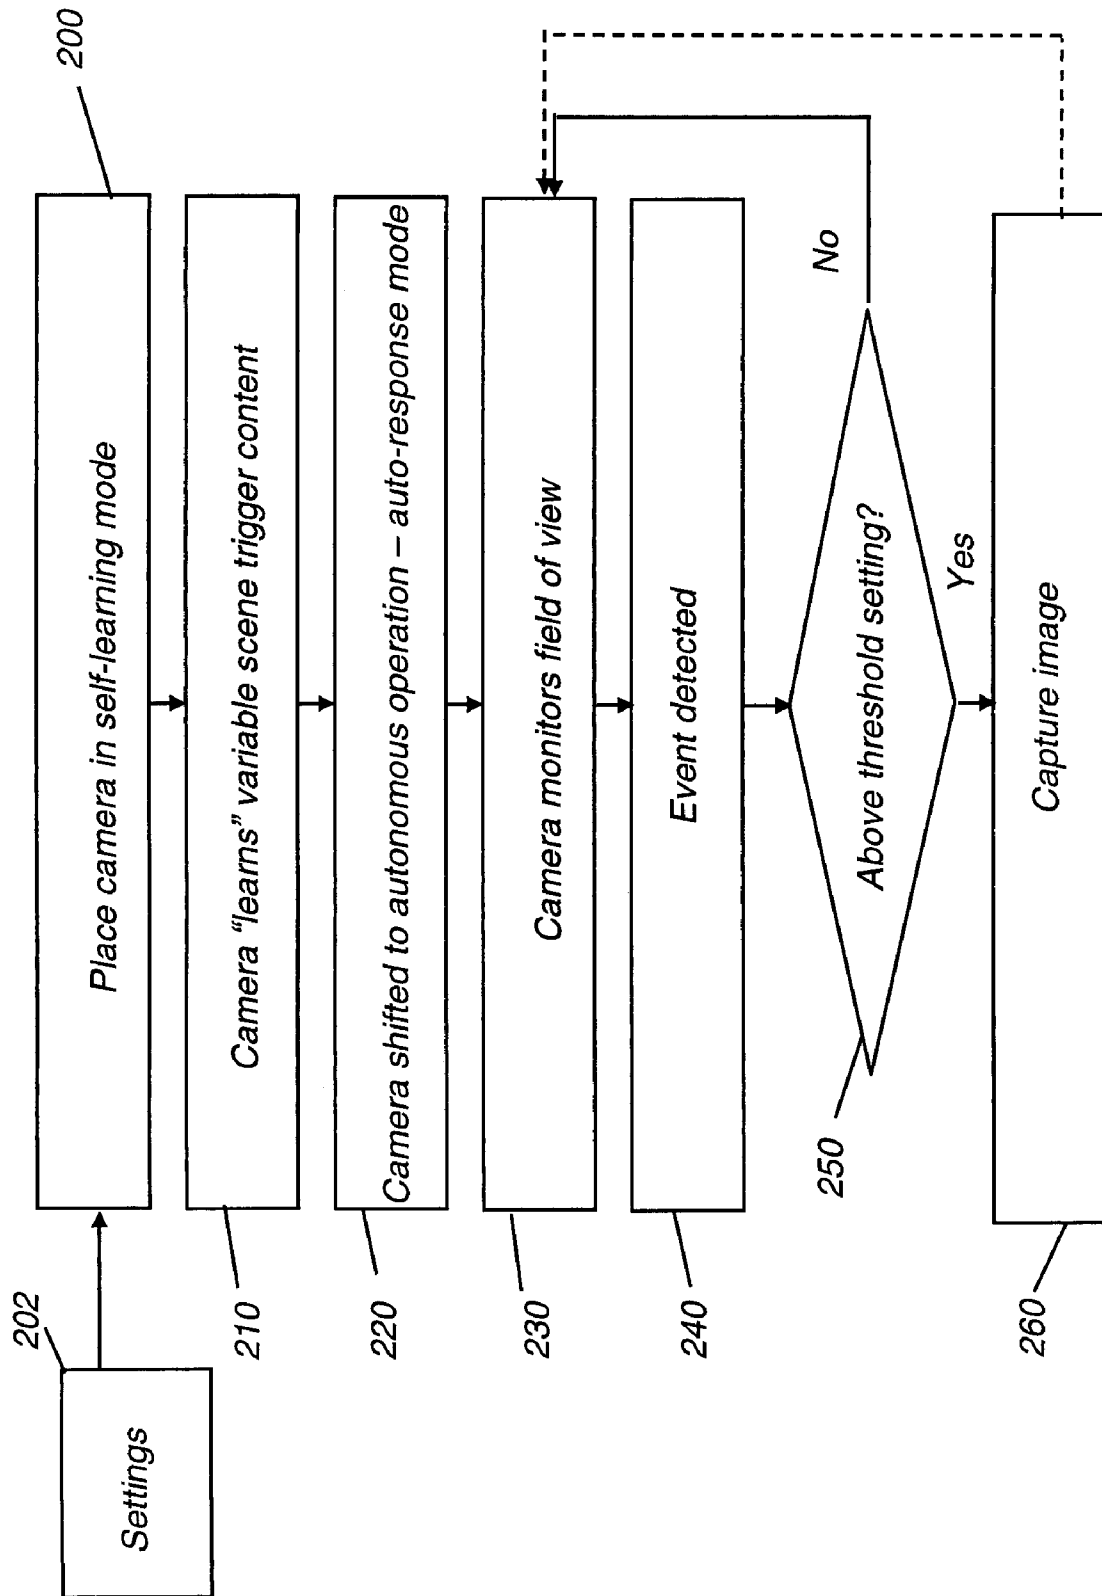 200
Place camera in self-learning mode
202
Settings
Camera “learns” variable scene trigger content
210
Camera shifted to autonomous operation – auto-response mode
220
Camera monitors field of view
230
Event detected
240
Above threshold setting?
250
No
Yes
Capture image
260